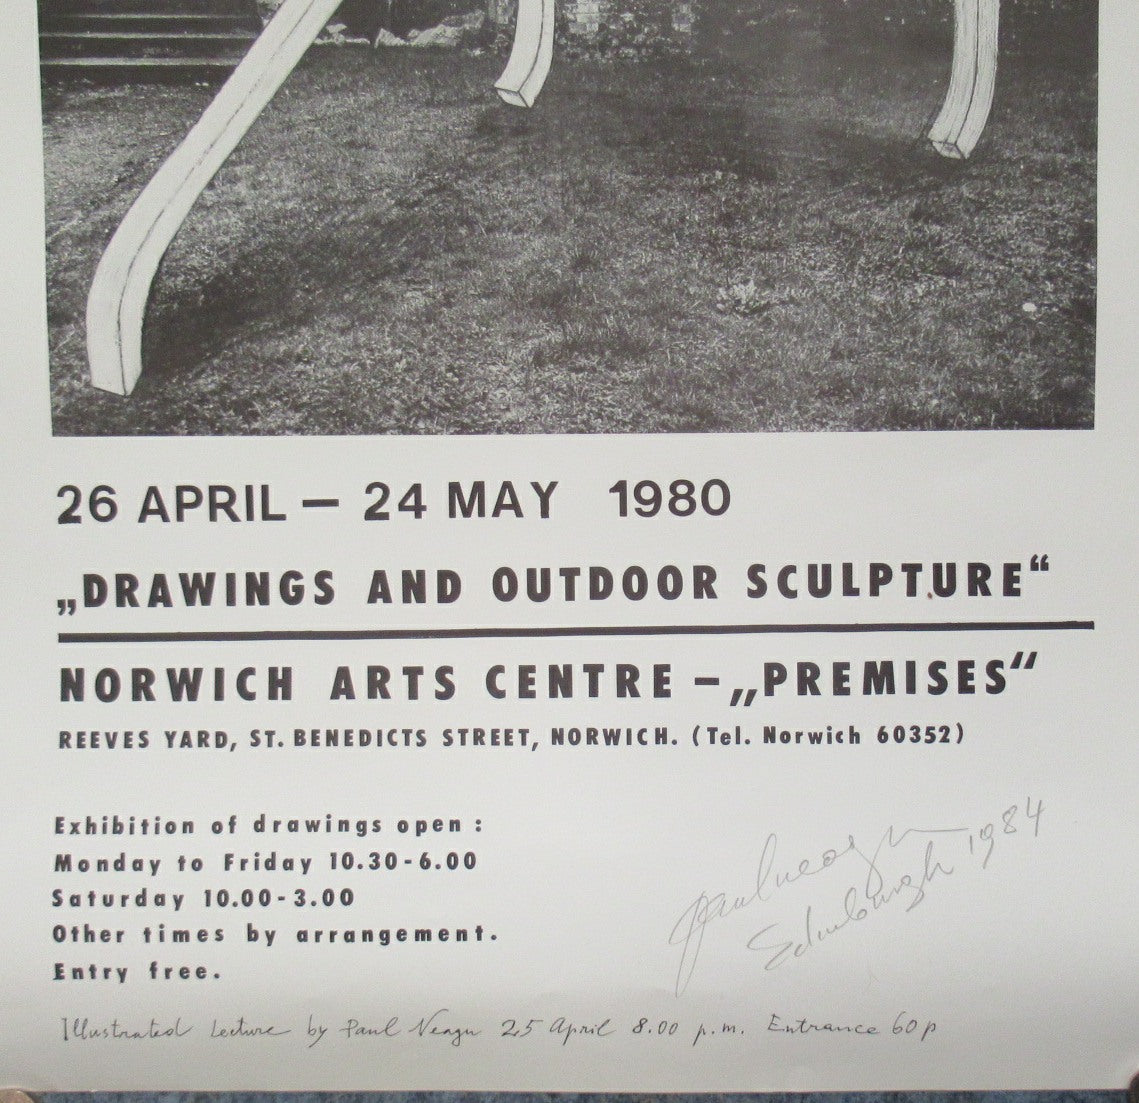 26 APRIL – 24 MAY 1980
„DRAWINGS AND OUTDOOR SCULPTURE“
NORWICH ARTS CENTRE – „PREMISES“
REEVES YARD, ST. BENEDICTS STREET, NORWICH. (Tel. Norwich 60352)
Exhibition of drawings open :
Monday to Friday 10.30-6.00
Saturday 10.00-3.00
Other times by arrangement.
Entry free.
Paul Neagu
Edinburgh 1984
Illustrated Lecture by Paul Neagu 25 April 8.00 p.m. Entrance 60p